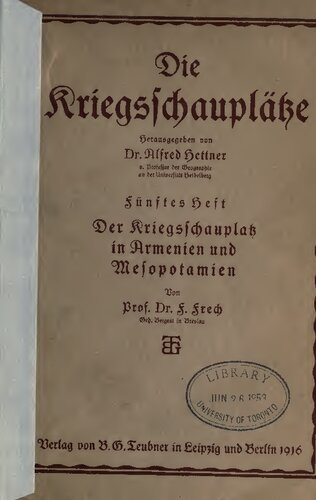 Die
Kriegsschauplätze
Herausgegeben von
Dr. Alfred Hettner
o. Professor der Geographie
an der Universität Heidelberg
Fünftes Heft
Der Kriegsschauplatz
in Armenien und
Mesopotamien
Von
Prof. Dr. F. Frech
Geh. Bergrat in Breslau
LIBRARY
JUN 26 1959
UNIVERSITY OF TORONTO
Verlag von B. G. Teubner in Leipzig und Berlin 1916